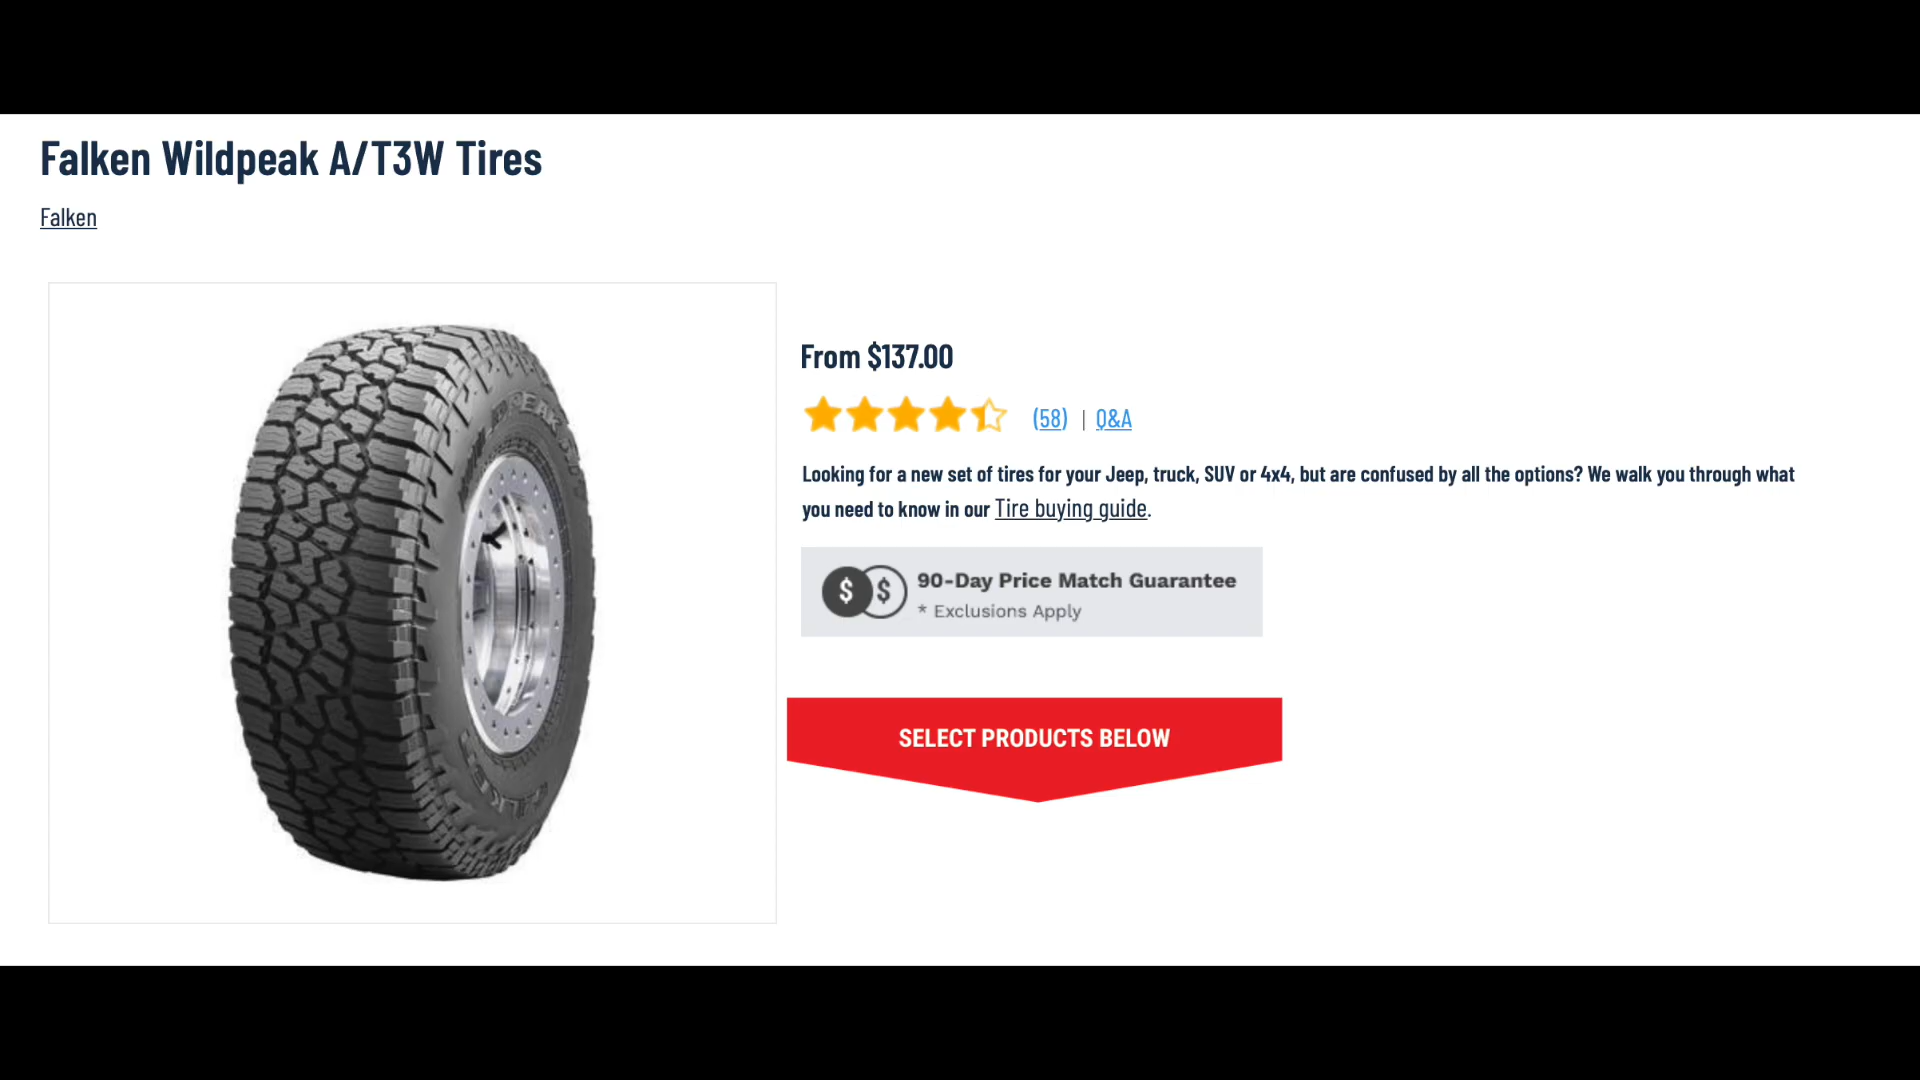 Falken Wildpeak A/T3W Tires
Falken
From $137.00
(58) | Q&A
Looking for a new set of tires for your Jeep, truck, SUV or 4x4, but are confused by all the options? We walk you through what
you need to know in our Tire buying guide.
$ $ 90-Day Price Match Guarantee
* Exclusions Apply
SELECT PRODUCTS BELOW